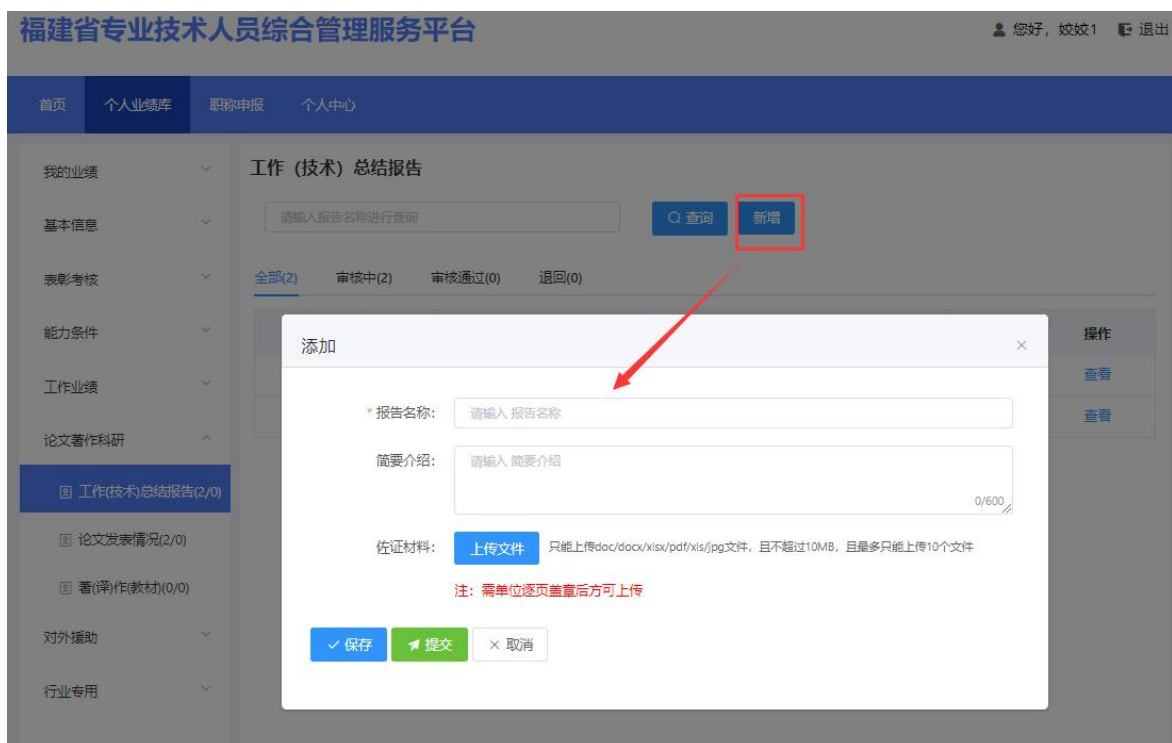 福建省专业技术人员综合管理服务平台
您好，姣姣1 退出
首页 个人业绩库 职称申报 个人中心
我的业绩
基本信息
表彰考核
能力条件
工作业绩
论文著作科研
工作(技术)总结报告(2/0)
论文发表情况(2/0)
著(译)作(教材)(0/0)
对外援助
行业专用
工作（技术）总结报告
请输入报告名称进行查询 查询 新增
全部(2) 审核中(2) 审核通过(0) 退回(0)
操作
查看
查看
添加
*报告名称： 请输入 报告名称
简要介绍： 请输入 简要介绍
0/600
佐证材料： 上传文件 只能上传doc/docx/xlsx/pdf/xls/jpg文件，且不超过10MB，且最多只能上传10个文件
注：需单位逐页盖章后方可上传
保存 提交 取消